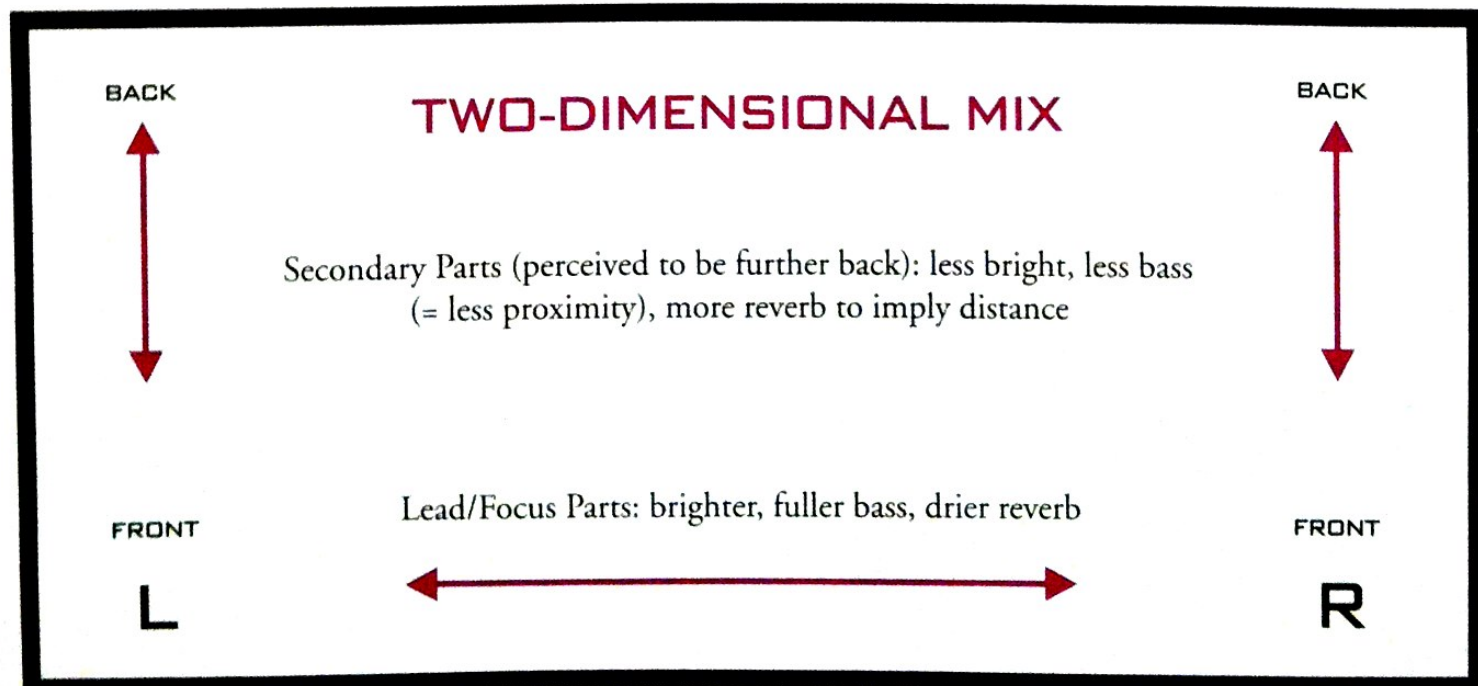 BACK
TWO-DIMENSIONAL MIX
BACK
Secondary Parts (perceived to be further back): less bright, less bass
(= less proximity), more reverb to imply distance
Lead/Focus Parts: brighter, fuller bass, drier reverb
FRONT
FRONT
L
R